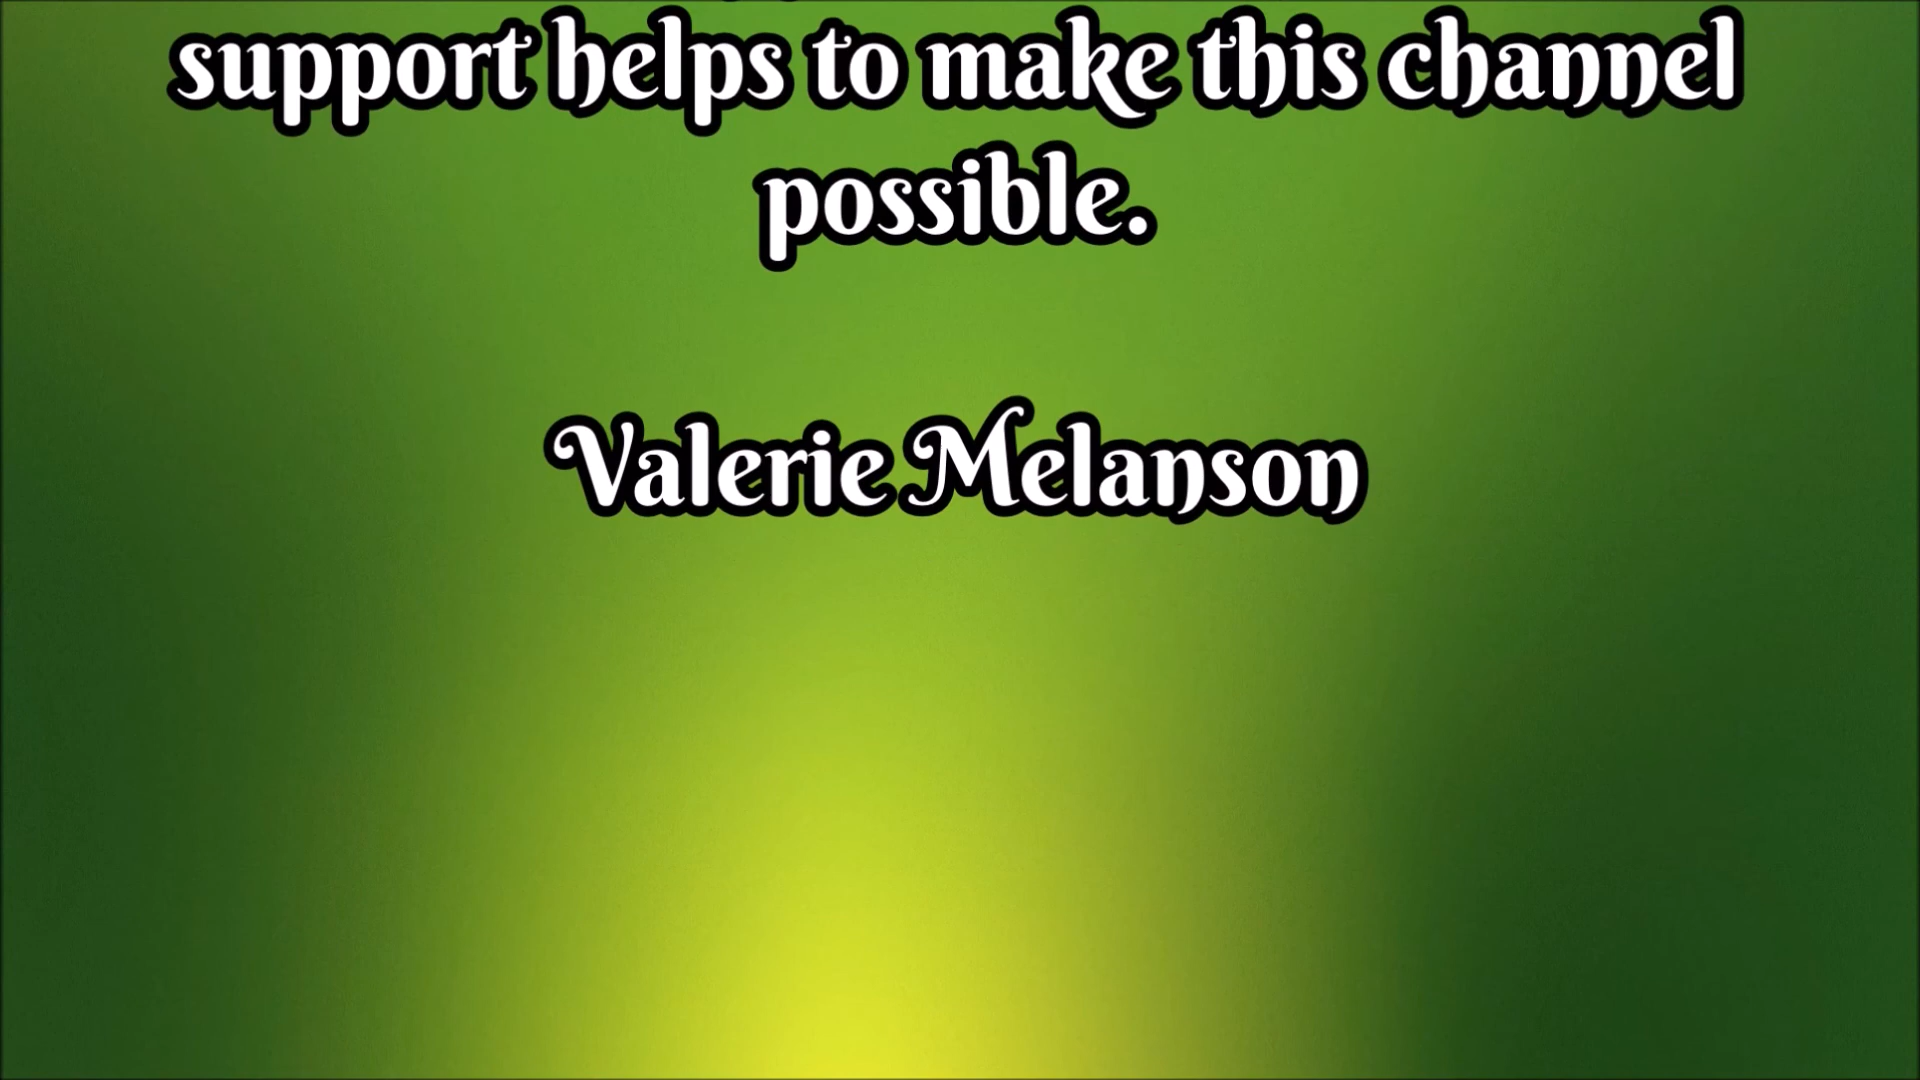 support helps to make this channel
possible.
Valerie Melanson